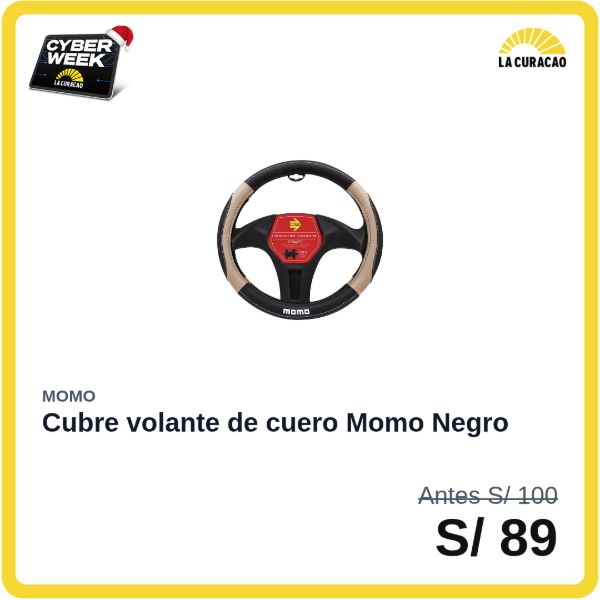 CYBER
WEEK
LA CURACAO
LA CURACAO
momo
MOMO
Cubre volante de cuero Momo Negro
Antes S/ 100
S/ 89